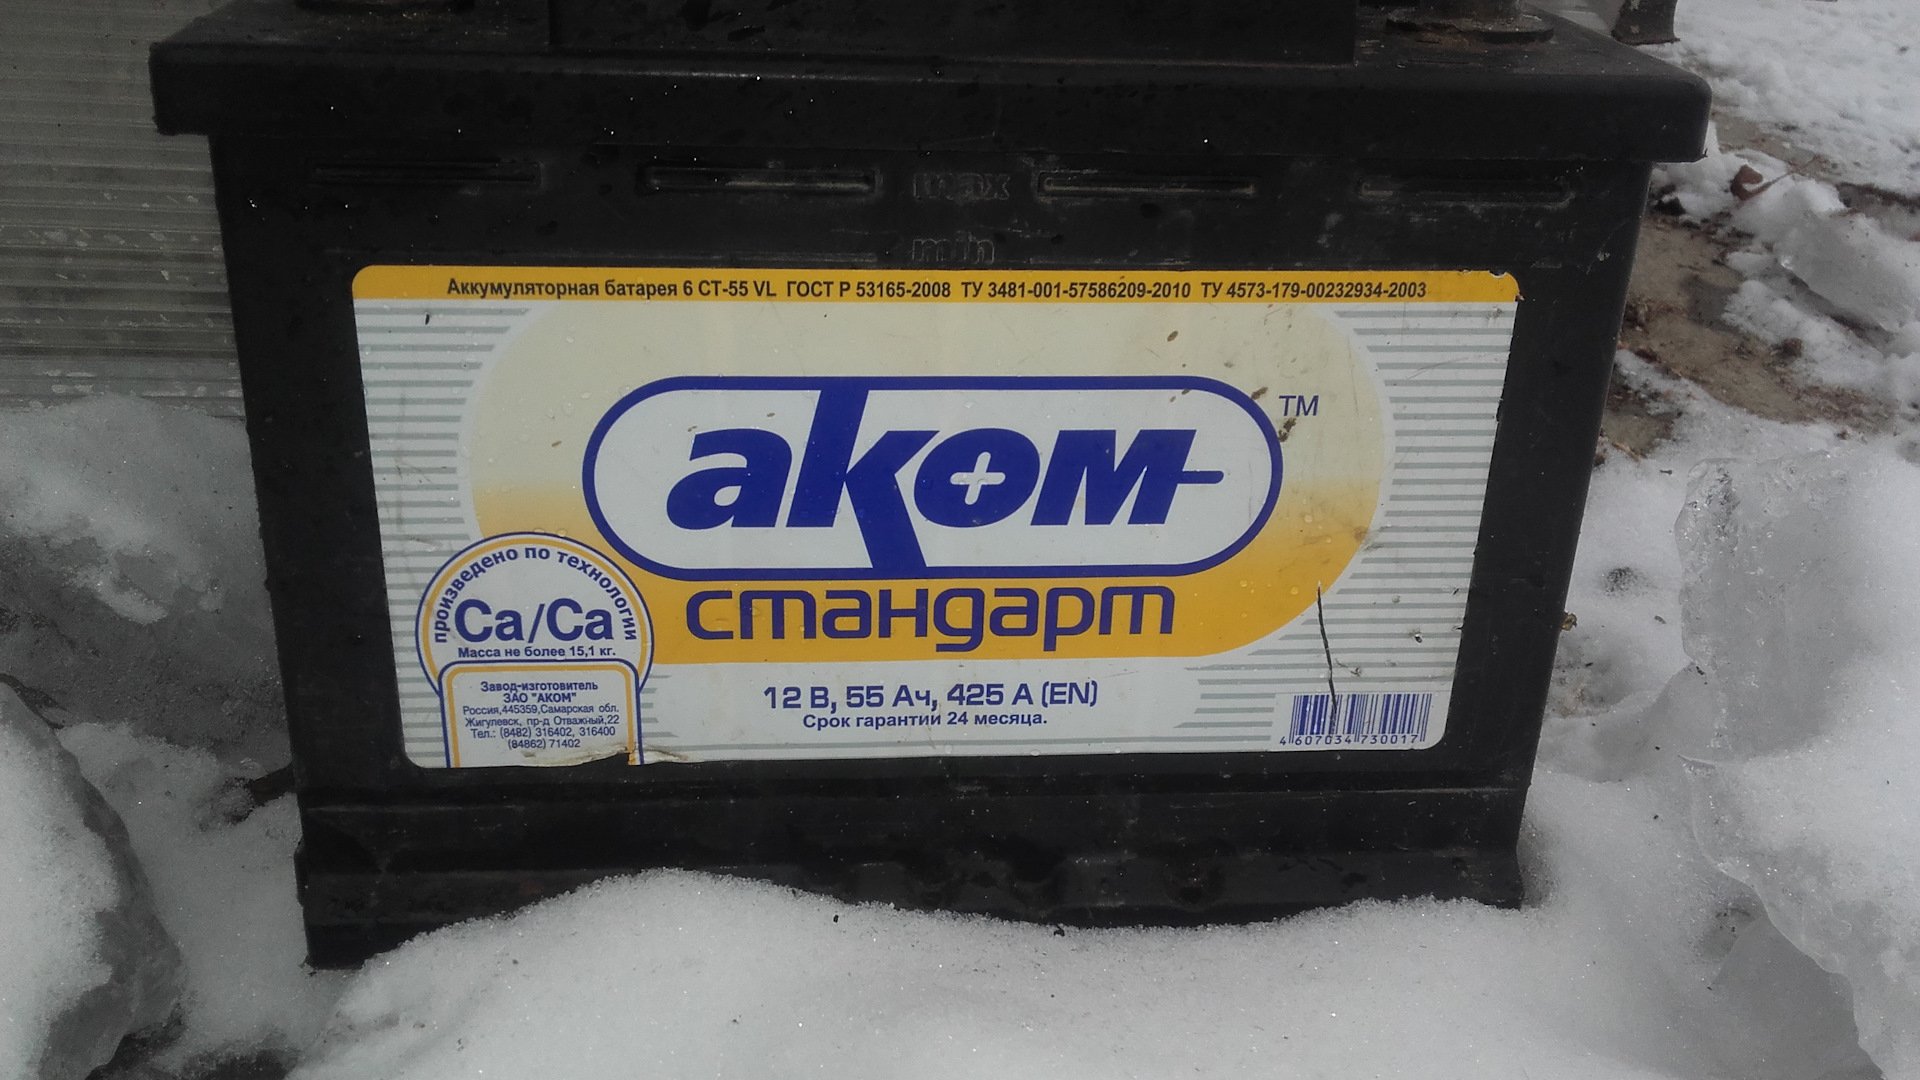 max
min
Аккумуляторная батарея 6 СТ-55 VL ГОСТ Р 53165-2008 ТУ 3481-001-57586209-2010 ТУ 4573-179-00232934-2003
аком
TM
стандарт
произведено по технологии
Ca/Ca
Масса не более 15,1 кг.
Завод-изготовитель
ЗАО "АКОМ"
Россия,445359,Самарская обл.
Жигулевск, пр-д Отважный,22
Тел.: (8482) 316402, 316400
(84862) 71402
12 В, 55 Ач, 425 А (EN)
Срок гарантии 24 месяца.
4 607034 730017